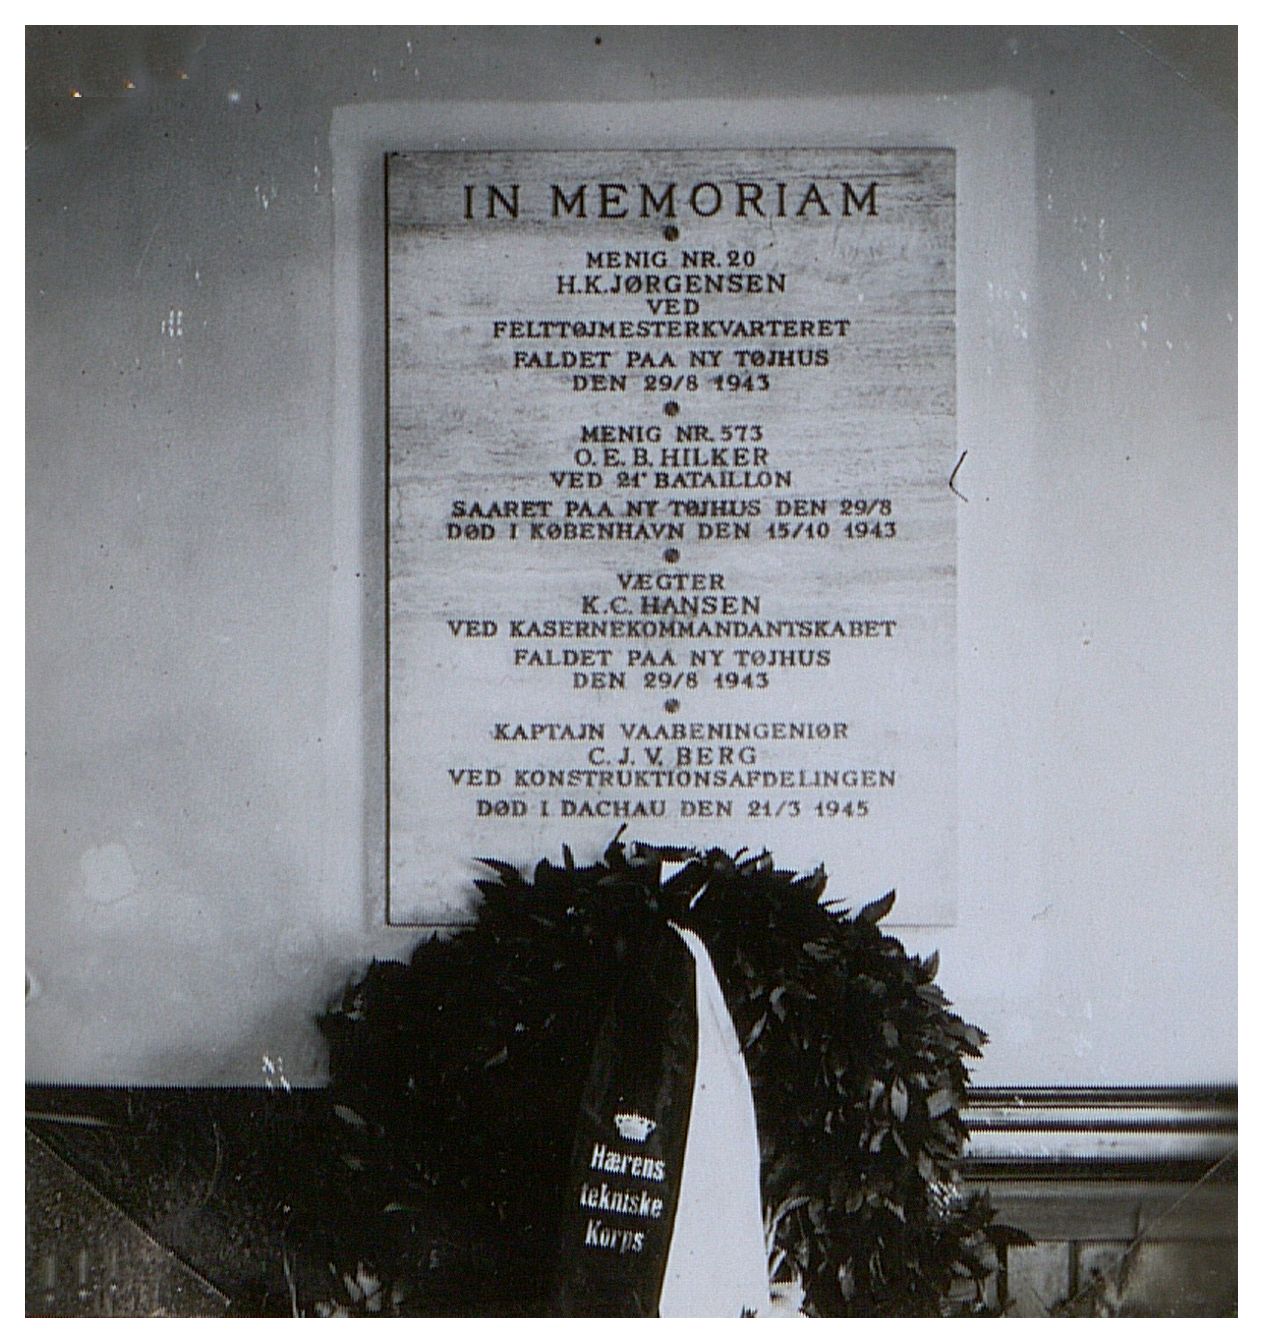 IN MEMORIAM
MENIG NR. 20
H.K. JØRGENSEN
VED
FELTTØJMESTERKVARTERET
FALDET PAA NY TØJHUS
DEN 29/8 1943
MENIG NR. 573
O. E. B. HILKER
VED 21' BATAILLON
SAARET PAA NY TØJHUS DEN 29/8
DØD I KØBENHAVN DEN 15/10 1943
VÆGTER
K. C. HANSEN
VED KASERNEKOMMANDANTSKABET
FALDET PAA NY TØJHUS
DEN 29/8 1943
KAPTAJN VAABENINGENIØR
C. J. V. BERG
VED KONSTRUKTIONSAFDELINGEN
DØD I DACHAU DEN 21/3 1945
Hærens
tekniske
Korps